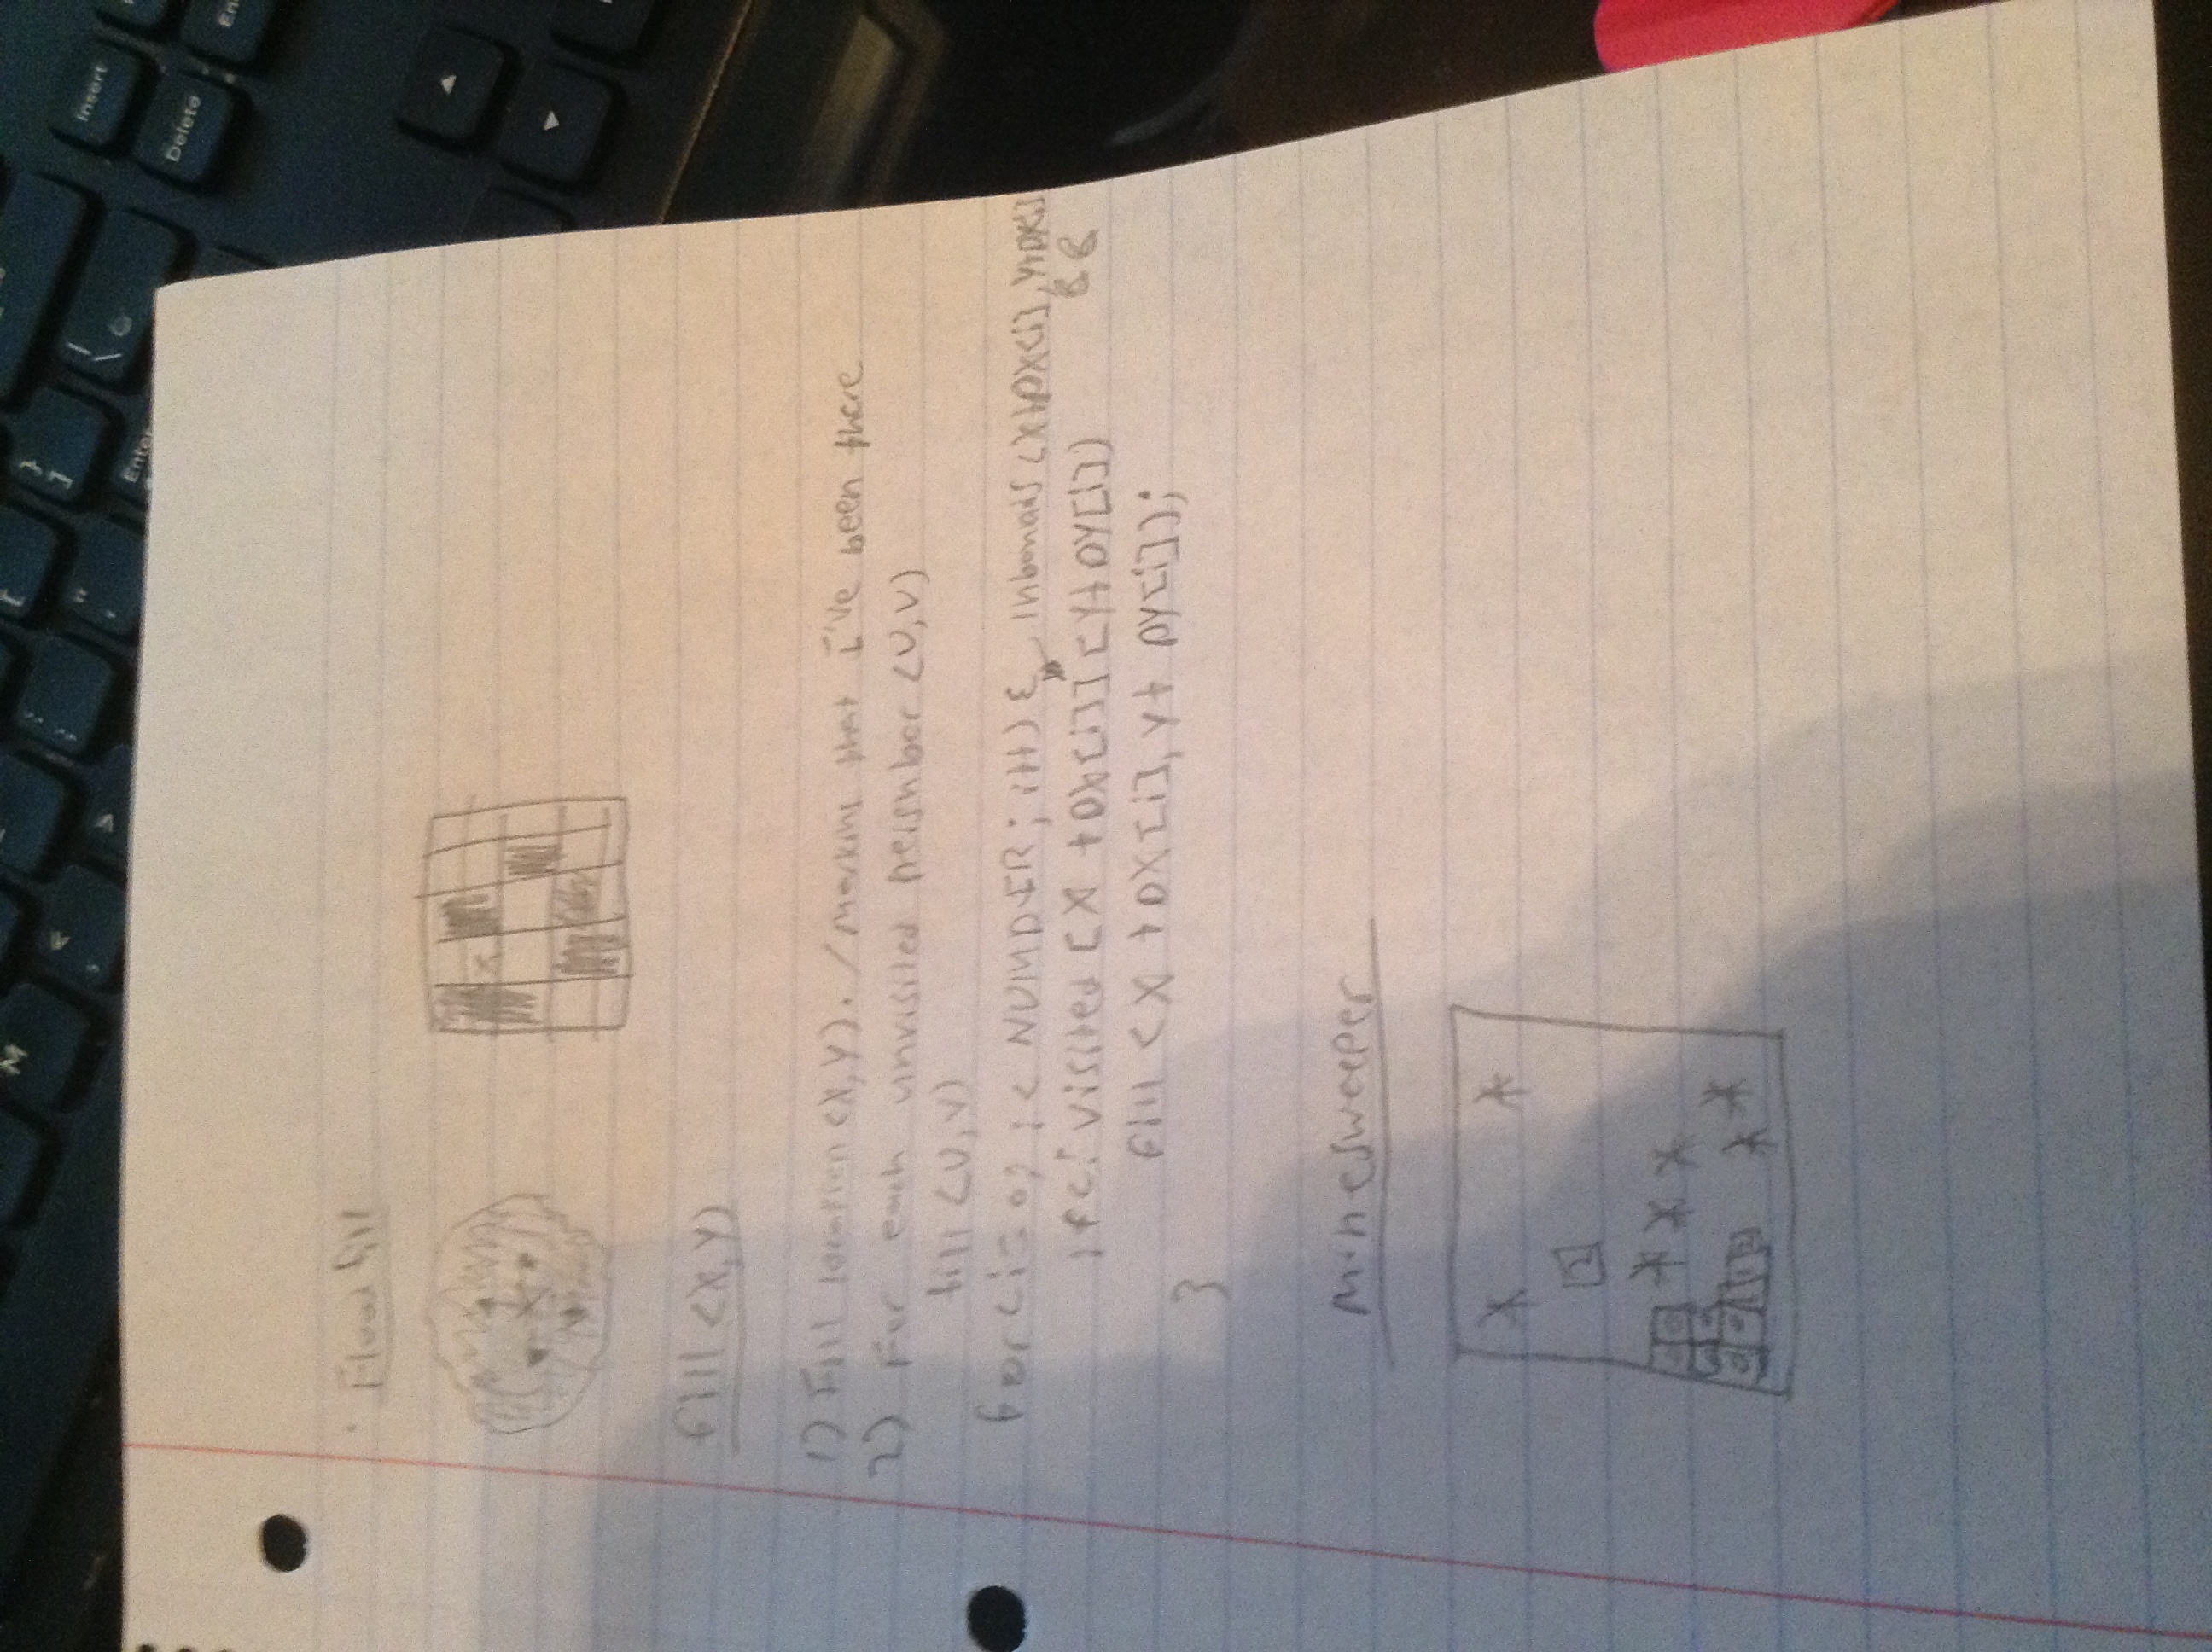 M
<
,
>
:
;
"
'
[
}
]
|
\
Enter
Insert
Delete
En
Flood fill
x
fill (X,Y)
1) Fill location (X,Y). / marking that I've been there
2) For each unvisited neighbor (U,V)
fill (U,V)
for(i=0; i< NUMDIR; i++) { inbounds (X+DX[i], Y+DY[i]
&&
if(!visited [X +DX[i]][Y+DY[i])
fill (X +DX[i], Y+ DY[i]);
}
Minesweeper
* *
2
* * *
* *